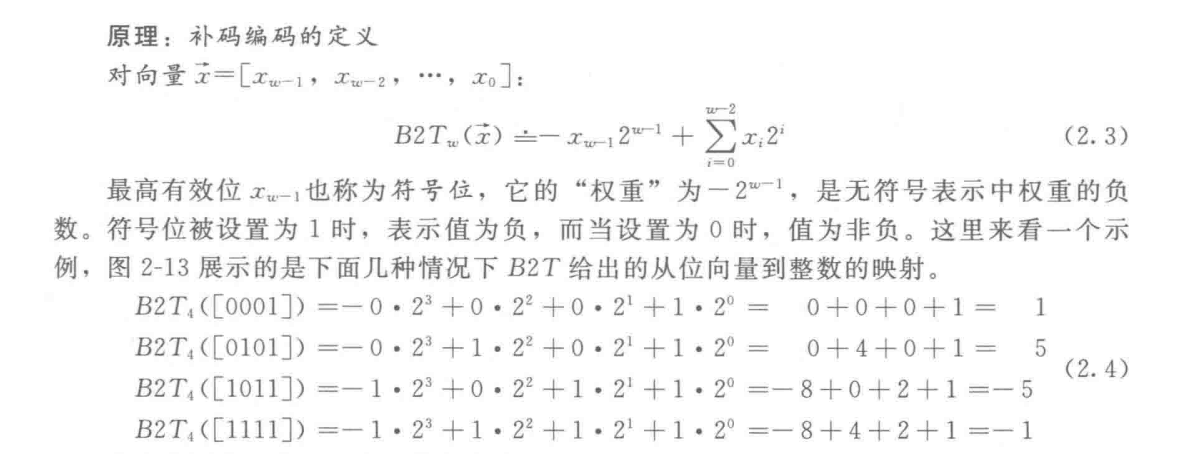 原理：补码编码的定义
对向量 $\vec{x}=[x_{w-1}, x_{w-2}, \cdots, x_0]$：
$B2T_w(\vec{x}) \doteq -x_{w-1}2^{w-1} + \sum_{i=0}^{w-2} x_i 2^i$ (2.3)
最高有效位 $x_{w-1}$ 也称为符号位，它的“权重”为 $-2^{w-1}$，是无符号表示中权重的负
数。符号位被设置为 1 时，表示值为负，而当设置为 0 时，值为非负。这里来看一个示
例，图 2-13 展示的是下面几种情况下 B2T 给出的从位向量到整数的映射。
$B2T_4([0001]) = -0 \cdot 2^3 + 0 \cdot 2^2 + 0 \cdot 2^1 + 1 \cdot 2^0 = 0+0+0+1 = 1$
$B2T_4([0101]) = -0 \cdot 2^3 + 1 \cdot 2^2 + 0 \cdot 2^1 + 1 \cdot 2^0 = 0+4+0+1 = 5$
(2.4)
$B2T_4([1011]) = -1 \cdot 2^3 + 0 \cdot 2^2 + 1 \cdot 2^1 + 1 \cdot 2^0 = -8+0+2+1 = -5$
$B2T_4([1111]) = -1 \cdot 2^3 + 1 \cdot 2^2 + 1 \cdot 2^1 + 1 \cdot 2^0 = -8+4+2+1 = -1$